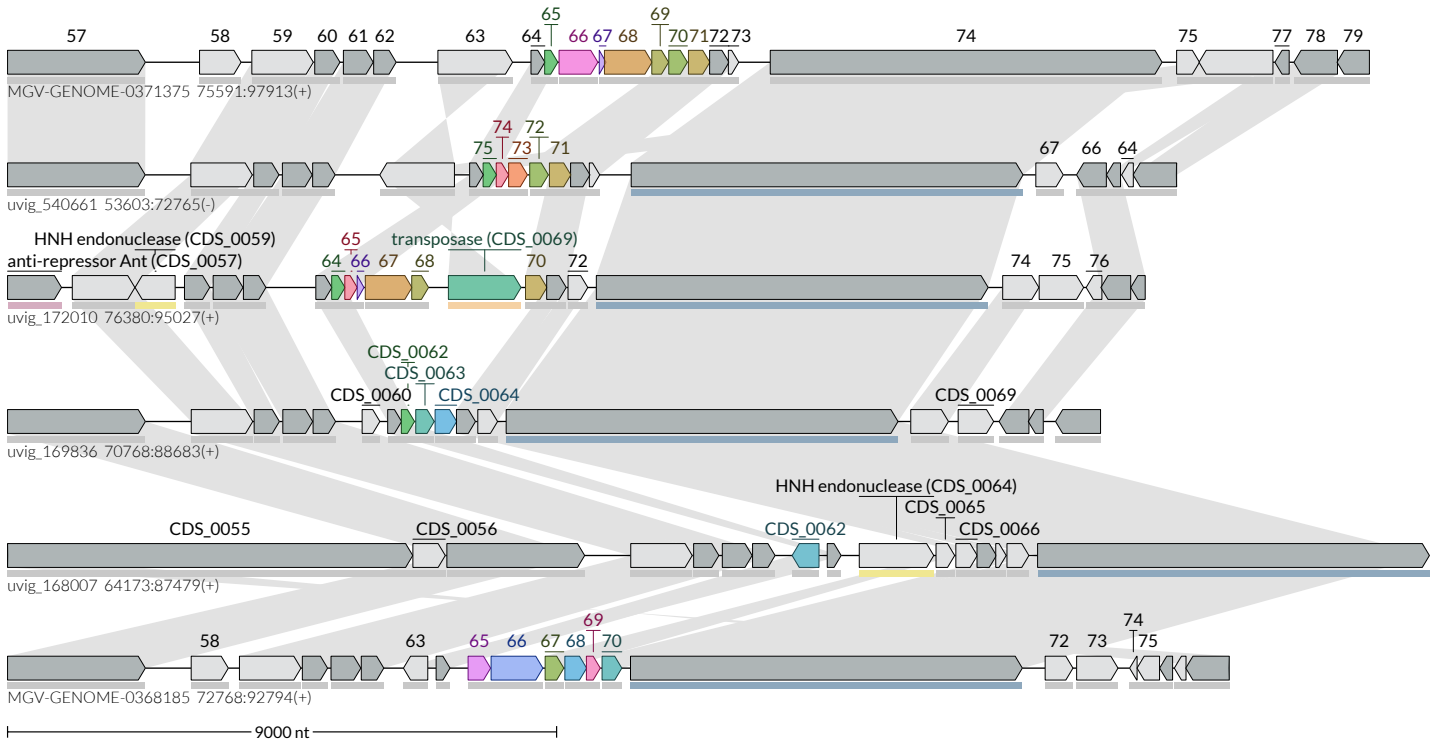 65 69
57 58 59 60 61 62 63 64 66 67 68 70 71 72 73 74 75 77 78 79
MGV-GENOME-0371375 75591:97913(+)
74 72
75 73 71 67 66 64
uvig_540661 53603:72765(-)
HNH endonuclease (CDS_0059) 65 transposase (CDS_0069)
anti-repressor Ant (CDS_0057) 64 66 67 68 70 72 74 75 76
uvig_172010 76380:95027(+)
CDS_0062
CDS_0063
CDS_0060 CDS_0064 CDS_0069
uvig_169836 70768:88683(+)
HNH endonuclease (CDS_0064)
CDS_0065
CDS_0055 CDS_0056 CDS_0062 CDS_0066
uvig_168007 64173:87479(+)
69 74
58 63 65 66 67 68 70 72 73 75
MGV-GENOME-0368185 72768:92794(+)
9000 nt